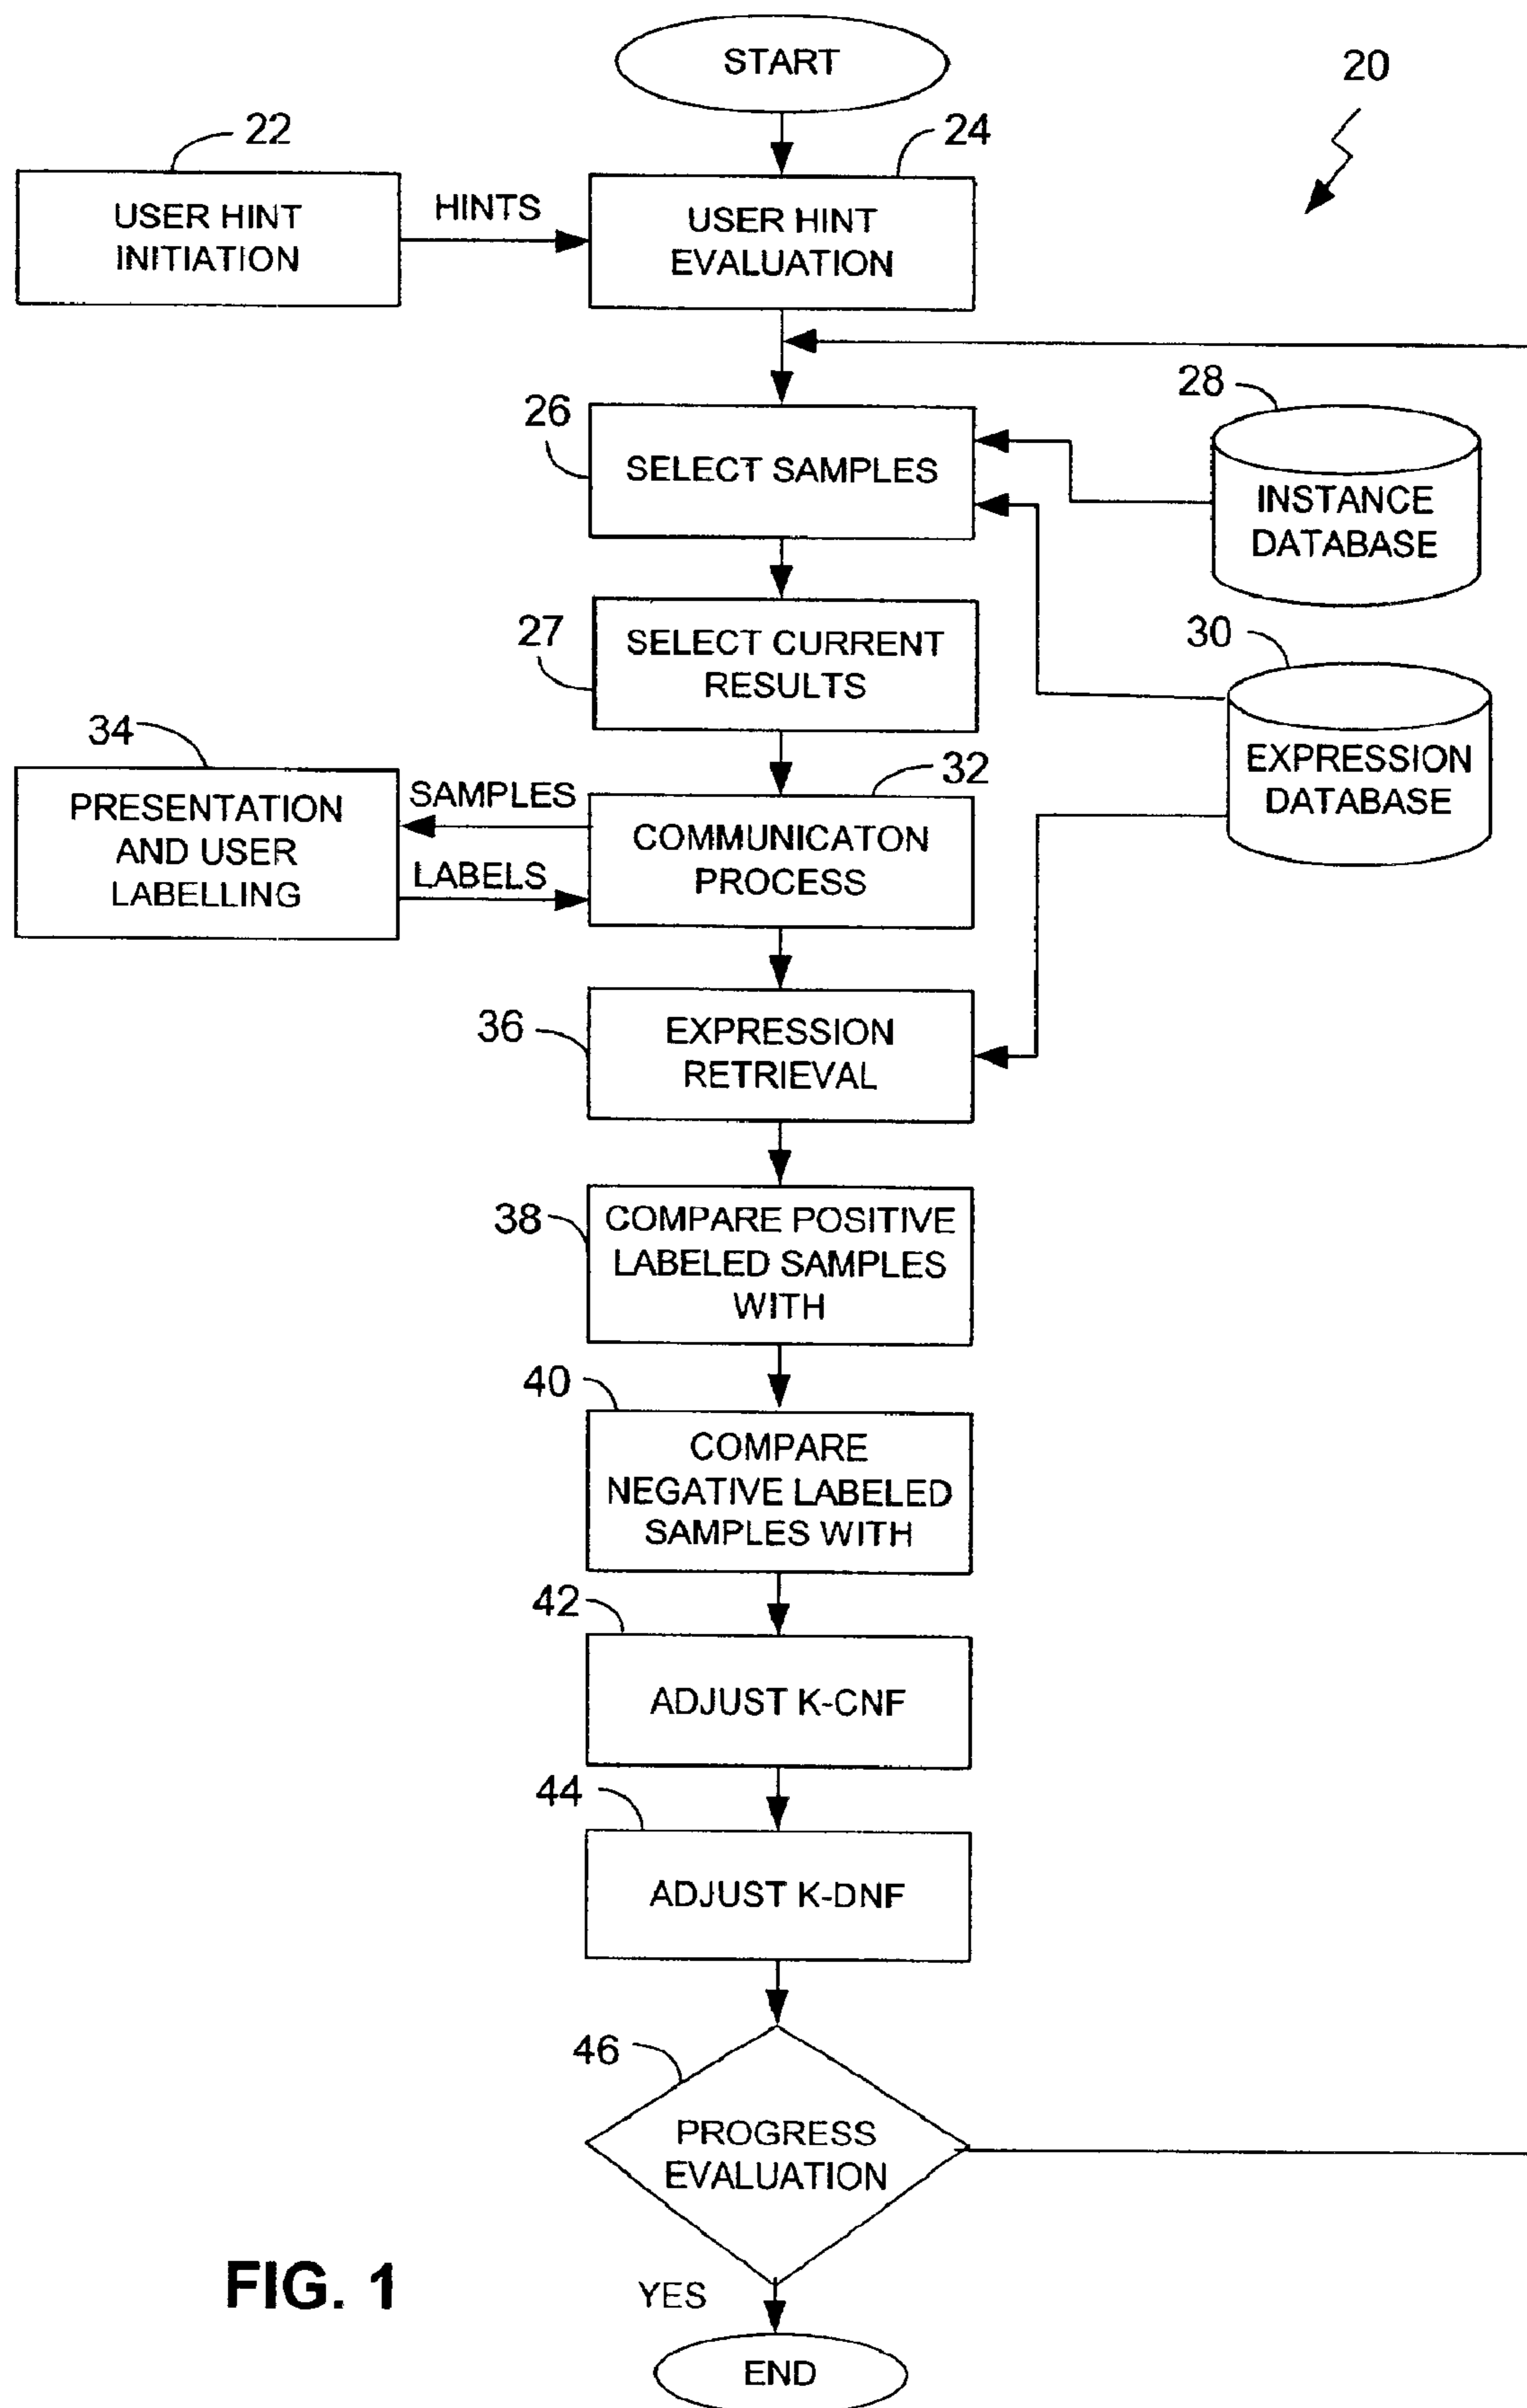 START
20
22
24
USER HINT
INITIATION
HINTS
USER HINT
EVALUATION
26
SELECT SAMPLES
28
INSTANCE
DATABASE
27
SELECT CURRENT
RESULTS
30
EXPRESSION
DATABASE
34
PRESENTATION
AND USER
LABELLING
SAMPLES
LABELS
32
COMMUNICATON
PROCESS
36
EXPRESSION
RETRIEVAL
38
COMPARE POSITIVE
LABELED SAMPLES
WITH
40
COMPARE
NEGATIVE LABELED
SAMPLES WITH
42
ADJUST K-CNF
44
ADJUST K-DNF
46
PROGRESS
EVALUATION
FIG. 1
YES
END